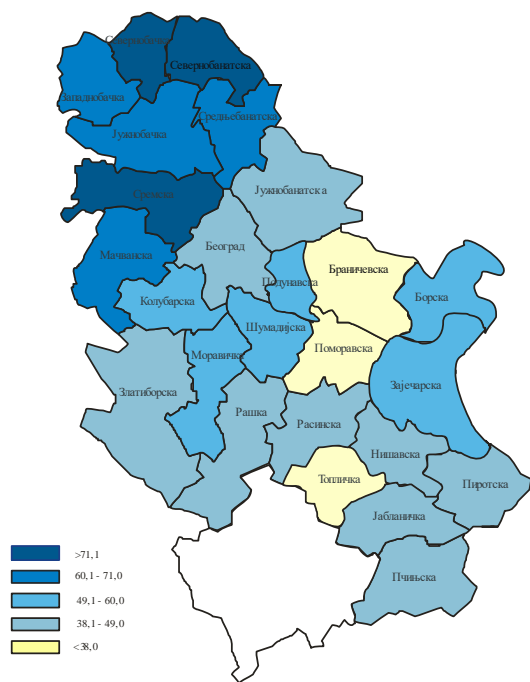 Севернобачка
Севернобанатска
Западнобачка
Средњебанатска
Јужнобачка
Јужнобанатска
Сремска
Београд
Мачванска
Браничевска
Подунавска
Борска
Колубарска
Шумадијска
Поморавска
Моравичка
Зајечарска
Златиборска
Рашка
Расинска
Нишавска
Топличка
Пиротска
Јабланичка
Пчињска
>71,1
60,1 - 71,0
49,1 - 60,0
38,1 - 49,0
<38,0